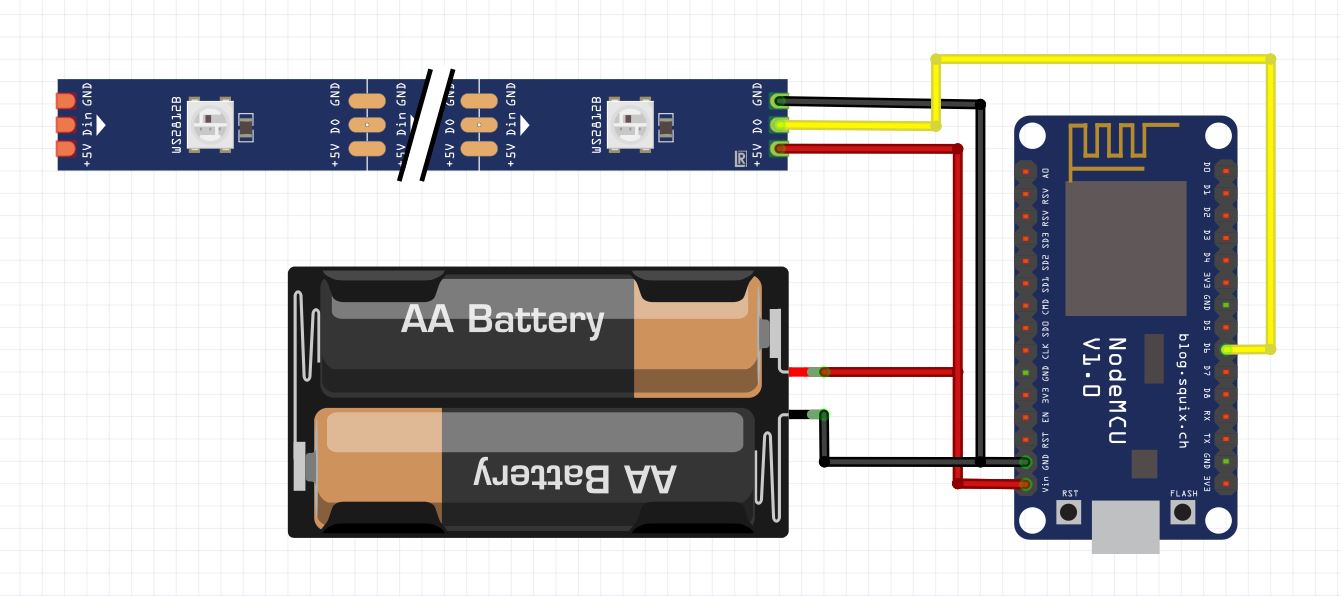 GND
Din
+5V
WS2812B
GND
DO
+5V
GND
Din
+5V
GND
DO
+5V
GND
Din
+5V
WS2812B
GND
DO
+5V
R
AA Battery
AA Battery
A0
RSV
RSV
SD3
SD2
SD1
CMD
SD0
CLK
GND
3V3
EN
RST
GND
Vin
D0
D1
D2
D3
D4
3V3
GND
D5
D6
D7
D8
RX
TX
GND
3V3
NodeMCU
V1.0
blog.squix.ch
RST
FLASH